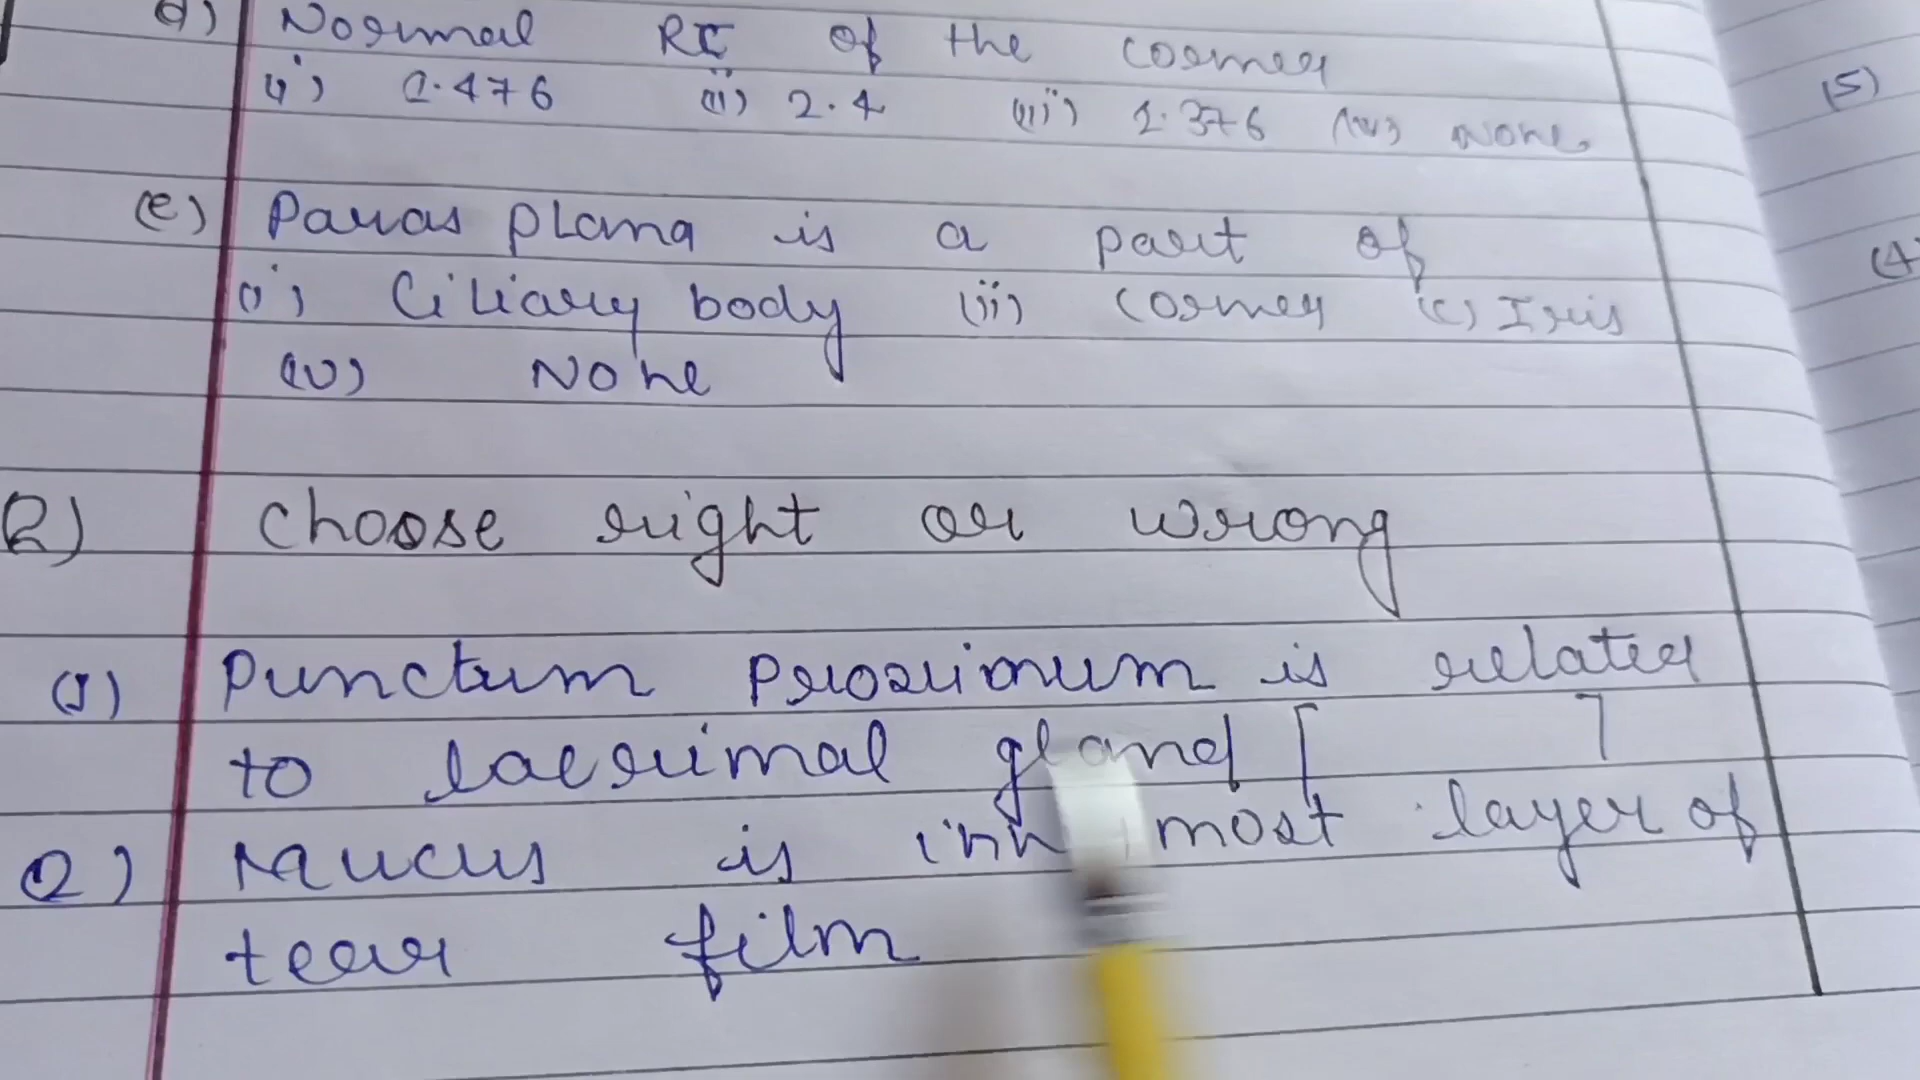 d) Normal RI of the cornea
(i) 1.476 (ii) 2.4 (iii) 1.376 (iv) None.
(5)
(e) Paras plana is a part of
(i) Ciliary body (ii) cornea (c) Iris
(4)
(iv) None
2) choose right or wrong
(1) Punctum proximum is related
to lacrimal gland [ ]
2) Mucus is most layer of
tear film